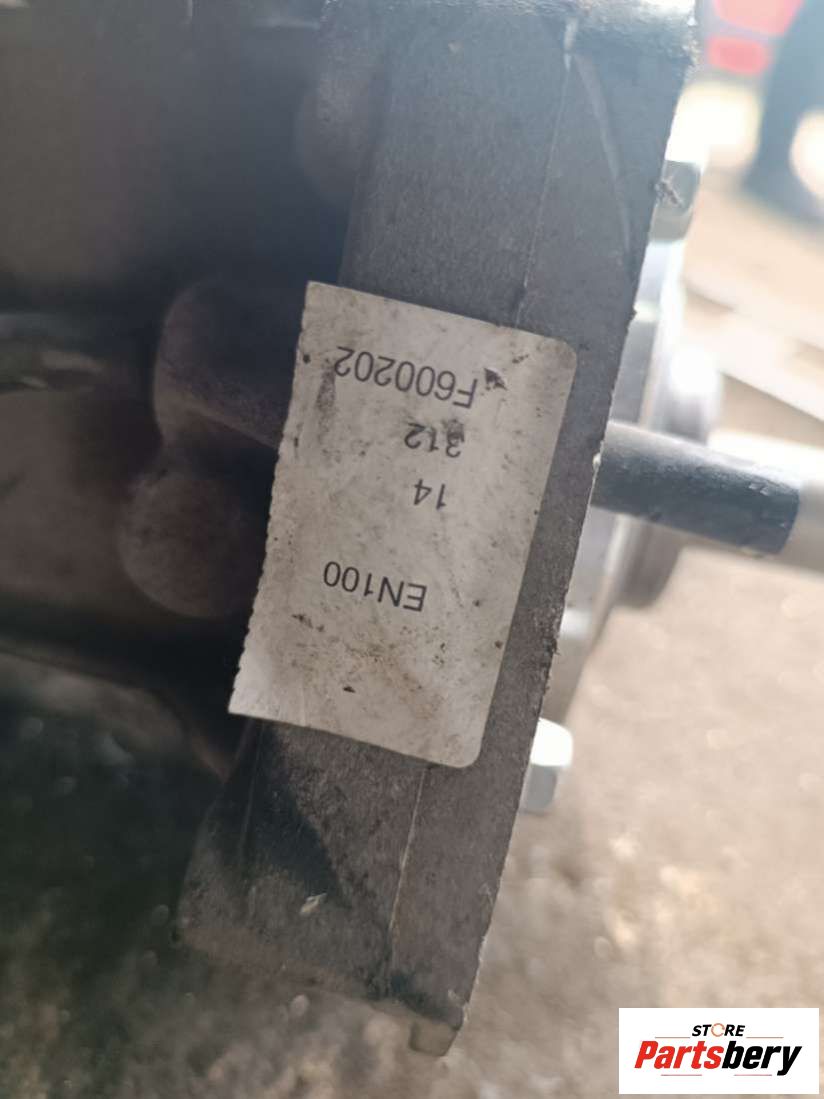 F600202
312
14
EN100
STORE
Partsbery